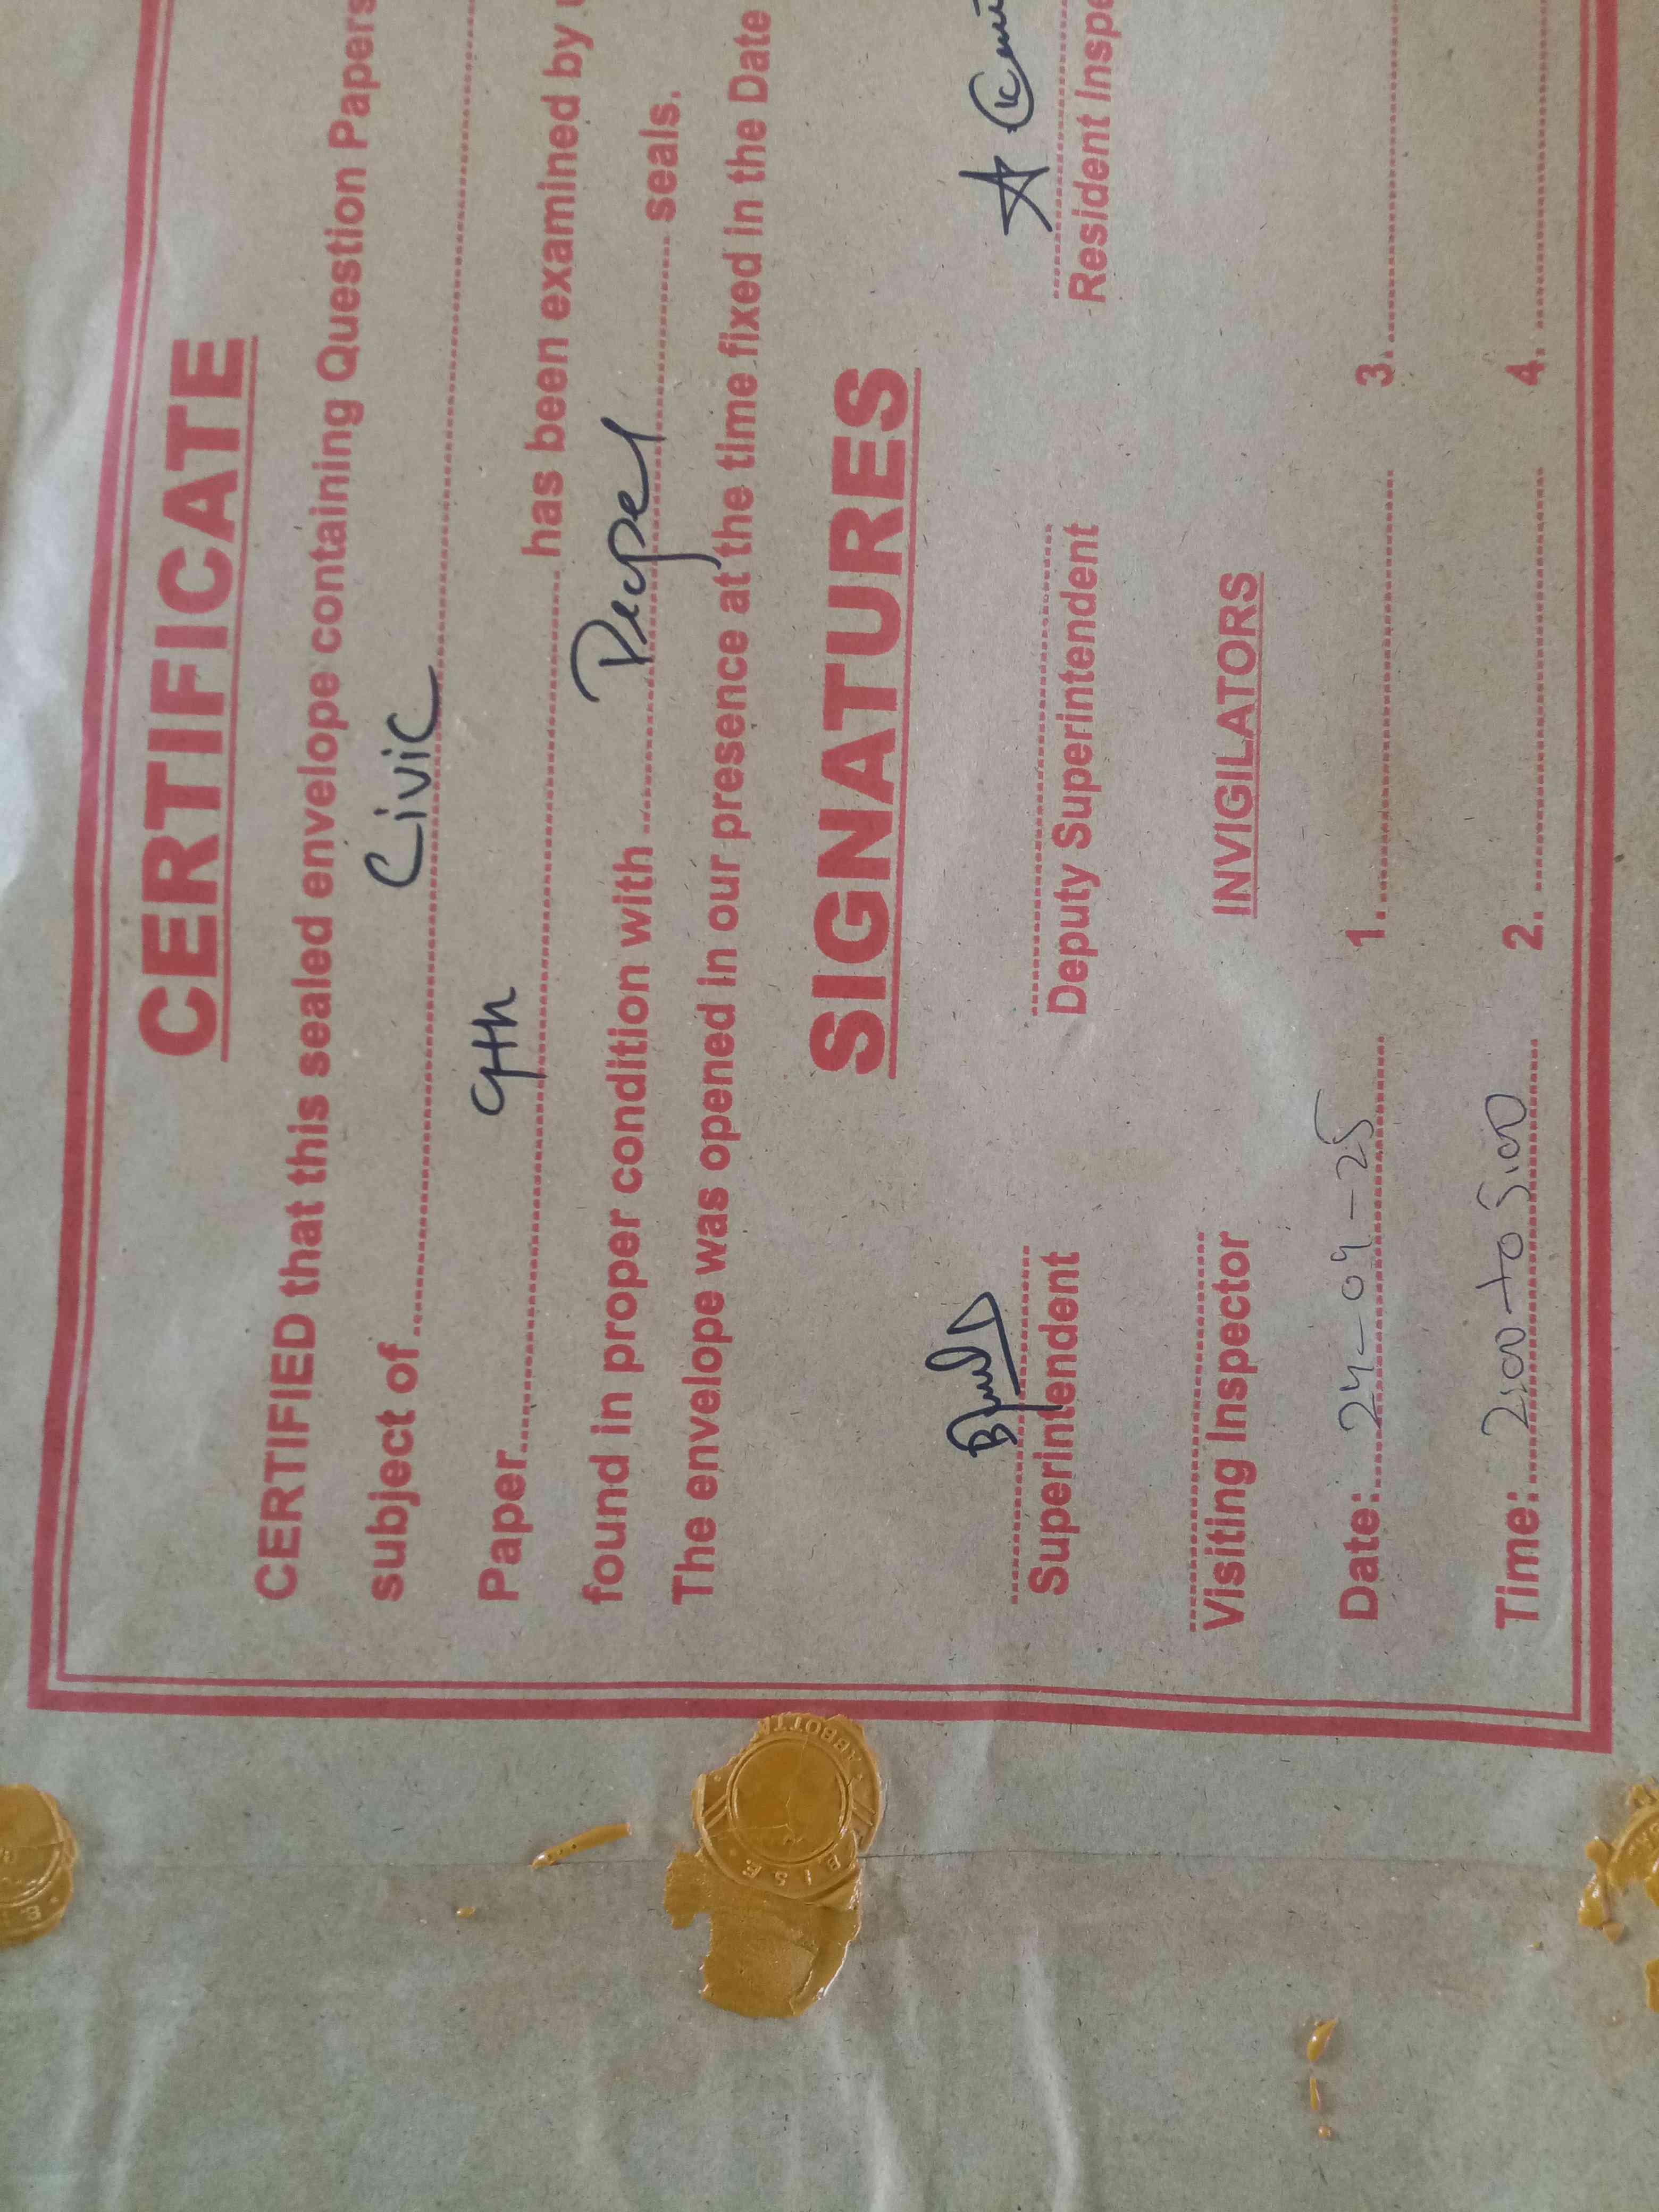 CERTIFICATE
CERTIFIED that this sealed envelope containing Question Papers
subject of Civic
Paper 9th has been examined by
found in proper condition with Proper seals.
The envelope was opened in our presence at the time fixed in the Date
SIGNATURES
Superintendent Deputy Superintendent Resident Inspe
Visiting Inspector INVIGILATORS
Date: 24-04-25 1. 3.
Time: 2:00 to 5:00 2. 4.
B I S E ABBOTTA